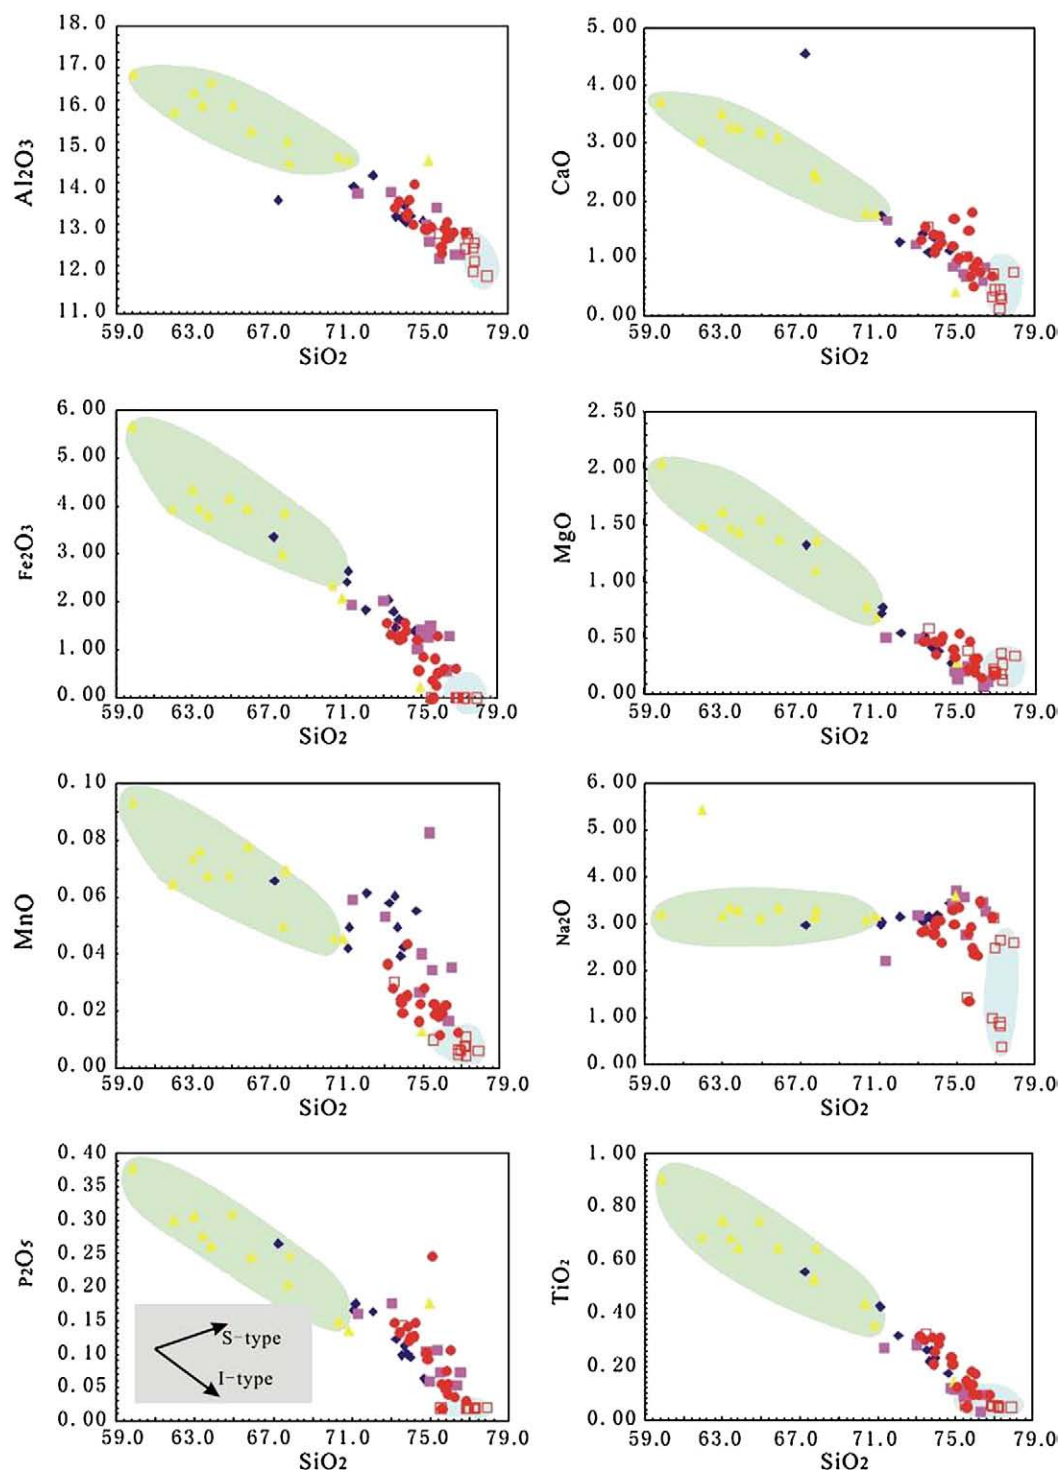 18.0
17.0
16.0
15.0
14.0
13.0
12.0
11.0
Al2O3
59.0 63.0 67.0 71.0 75.0 79.0
SiO2
5.00
4.00
3.00
2.00
1.00
0.00
CaO
59.0 63.0 67.0 71.0 75.0 79.0
SiO2
6.00
5.00
4.00
3.00
2.00
1.00
0.00
Fe2O3
59.0 63.0 67.0 71.0 75.0 79.0
SiO2
2.50
2.00
1.50
1.00
0.50
0.00
MgO
59.0 63.0 67.0 71.0 75.0 79.0
SiO2
0.10
0.08
0.06
0.04
0.02
0.00
MnO
59.0 63.0 67.0 71.0 75.0 79.0
SiO2
6.00
5.00
4.00
3.00
2.00
1.00
0.00
Na2O
59.0 63.0 67.0 71.0 75.0 79.0
SiO2
0.40
0.35
0.30
0.25
0.20
0.15
0.10
0.05
0.00
P2O5
S-type
I-type
59.0 63.0 67.0 71.0 75.0 79.0
SiO2
1.00
0.80
0.60
0.40
0.20
0.00
TiO2
59.0 63.0 67.0 71.0 75.0 79.0
SiO2